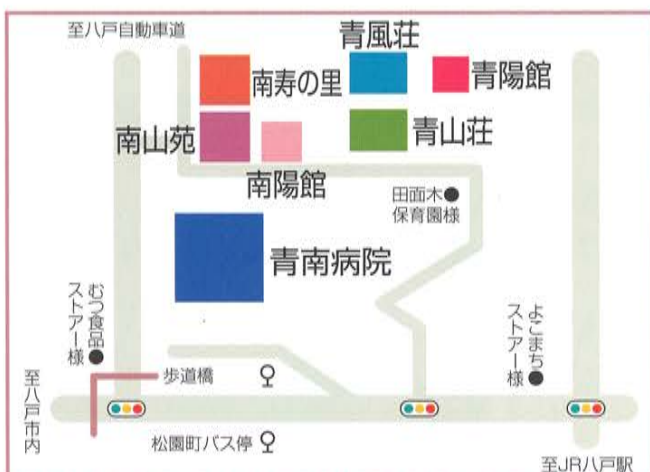 至八戸自動車道
青風荘
南寿の里
青陽館
南山苑
青山荘
南陽館
田面木
保育園様
青南病院
むつ食品
ストアー様
よこまち
ストアー様
歩道橋
至八戸市内
松園町バス停
至JR八戸駅